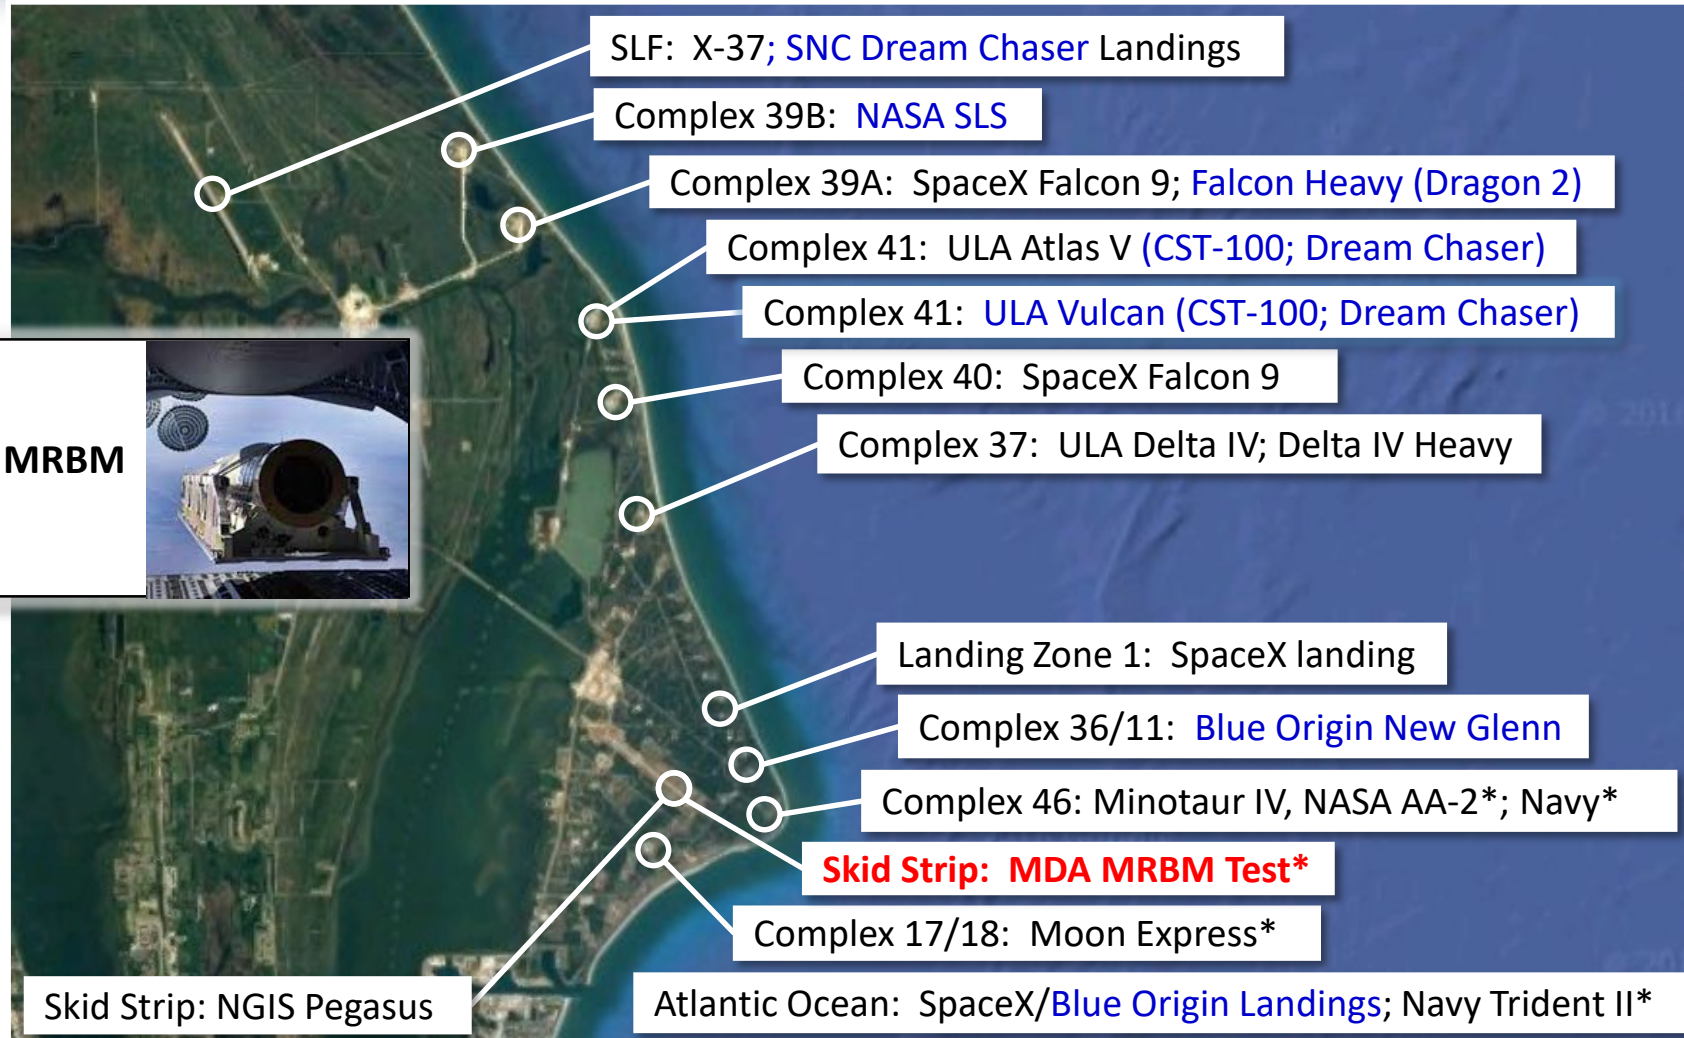 SLF: X-37; SNC Dream Chaser Landings
Complex 39B: NASA SLS
Complex 39A: SpaceX Falcon 9; Falcon Heavy (Dragon 2)
Complex 41: ULA Atlas V (CST-100; Dream Chaser)
Complex 41: ULA Vulcan (CST-100; Dream Chaser)
Complex 40: SpaceX Falcon 9
Complex 37: ULA Delta IV; Delta IV Heavy
MRBM
Landing Zone 1: SpaceX landing
Complex 36/11: Blue Origin New Glenn
Complex 46: Minotaur IV, NASA AA-2*; Navy*
Skid Strip: MDA MRBM Test*
Complex 17/18: Moon Express*
Skid Strip: NGIS Pegasus
Atlantic Ocean: SpaceX/Blue Origin Landings; Navy Trident II*